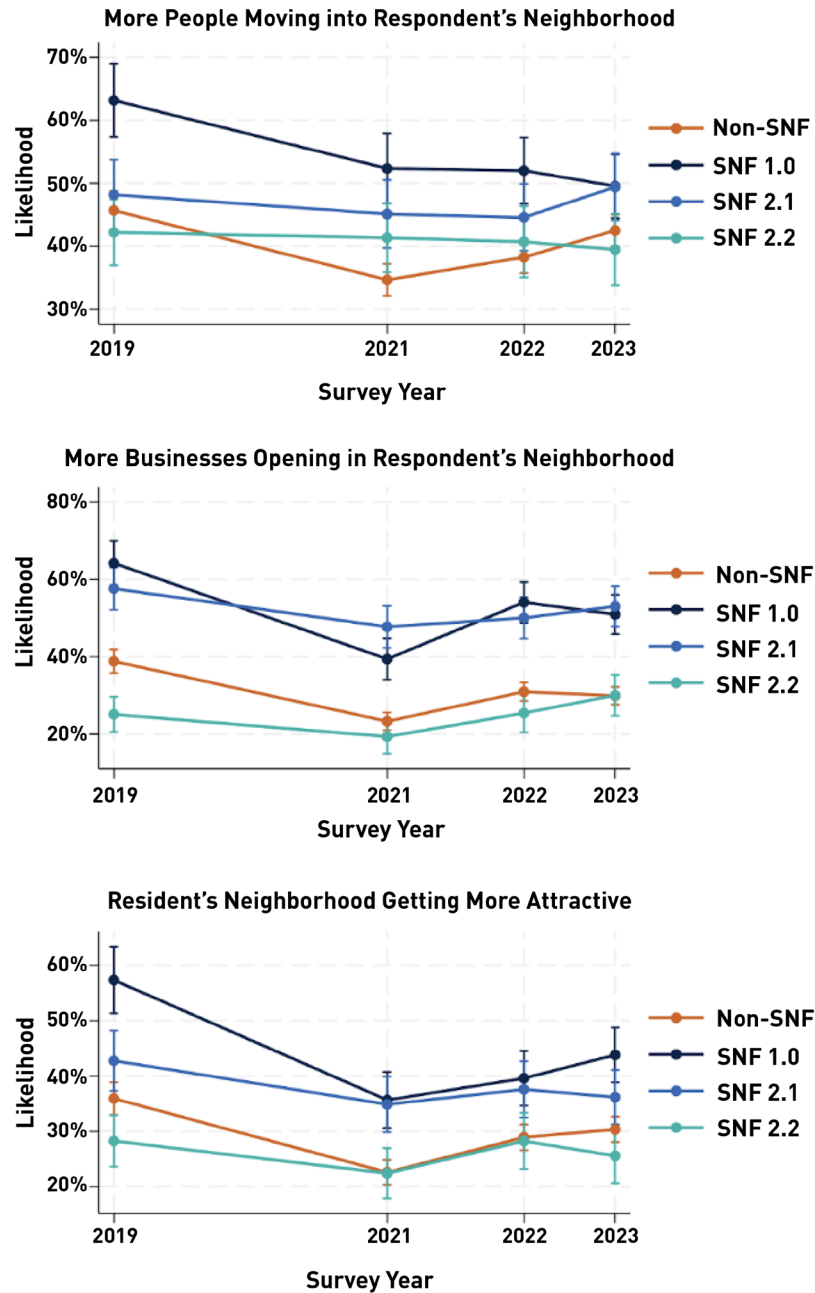 More People Moving into Respondent's Neighborhood
70%
60%
50%
40%
30%
Likelihood
2019 2021 2022 2023
Survey Year
Non-SNF
SNF 1.0
SNF 2.1
SNF 2.2
More Businesses Opening in Respondent's Neighborhood
80%
60%
40%
20%
Likelihood
2019 2021 2022 2023
Survey Year
Non-SNF
SNF 1.0
SNF 2.1
SNF 2.2
Resident's Neighborhood Getting More Attractive
60%
50%
40%
30%
20%
Likelihood
2019 2021 2022 2023
Survey Year
Non-SNF
SNF 1.0
SNF 2.1
SNF 2.2